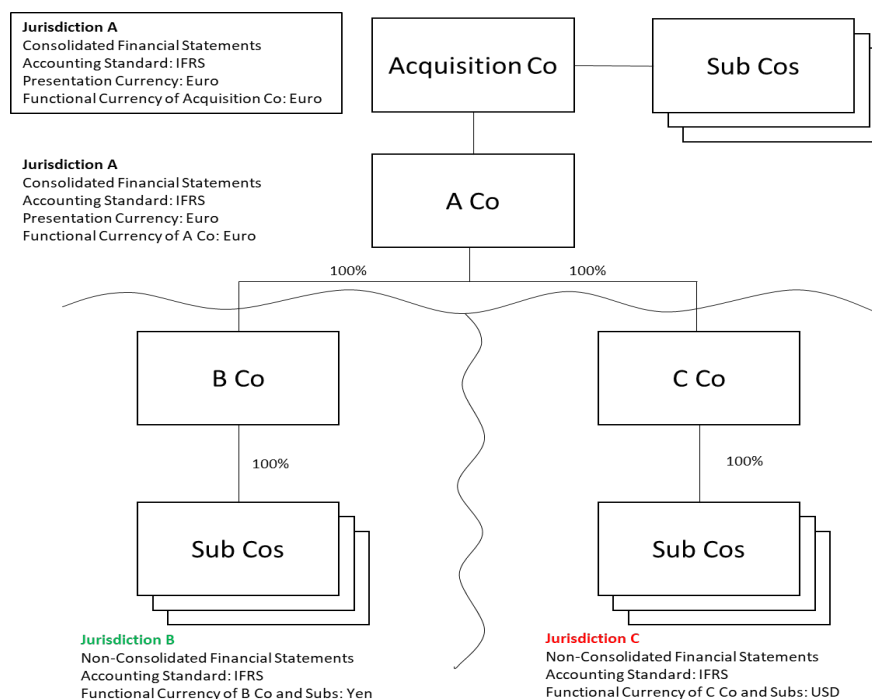 Jurisdiction A
Consolidated Financial Statements
Accounting Standard: IFRS
Presentation Currency: Euro
Functional Currency of Acquisition Co: Euro
Acquisition Co
Sub Cos
Jurisdiction A
Consolidated Financial Statements
Accounting Standard: IFRS
Presentation Currency: Euro
Functional Currency of A Co: Euro
A Co
100%
100%
B Co
C Co
100%
100%
Sub Cos
Sub Cos
Jurisdiction B
Non-Consolidated Financial Statements
Accounting Standard: IFRS
Functional Currency of B Co and Subs: Yen
Jurisdiction C
Non-Consolidated Financial Statements
Accounting Standard: IFRS
Functional Currency of C Co and Subs: USD